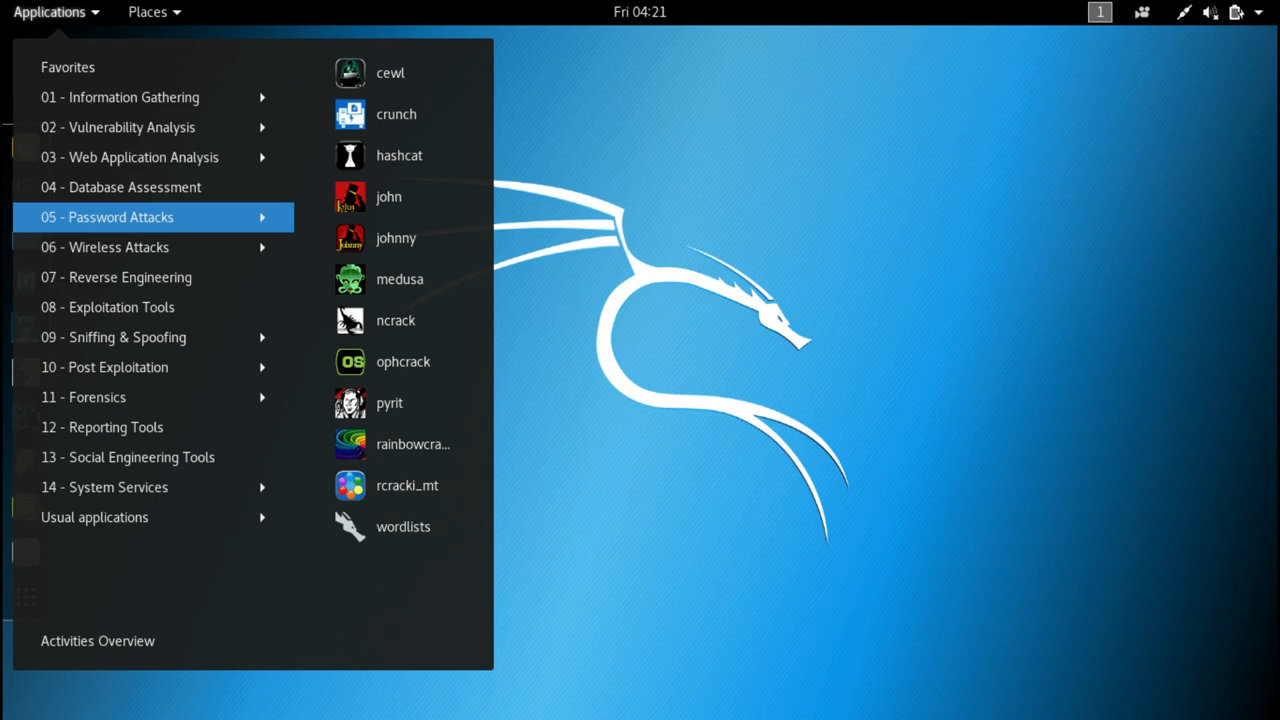 Applications Places Fri 04:21 1
Favorites
01 - Information Gathering
02 - Vulnerability Analysis
03 - Web Application Analysis
04 - Database Assessment
05 - Password Attacks
06 - Wireless Attacks
07 - Reverse Engineering
08 - Exploitation Tools
09 - Sniffing & Spoofing
10 - Post Exploitation
11 - Forensics
12 - Reporting Tools
13 - Social Engineering Tools
14 - System Services
Usual applications
Activities Overview
cewl
crunch
hashcat
John john
Johnny johnny
medusa
ncrack
OS ophcrack
pyrit
rainbowcra...
rcracki_mt
wordlists